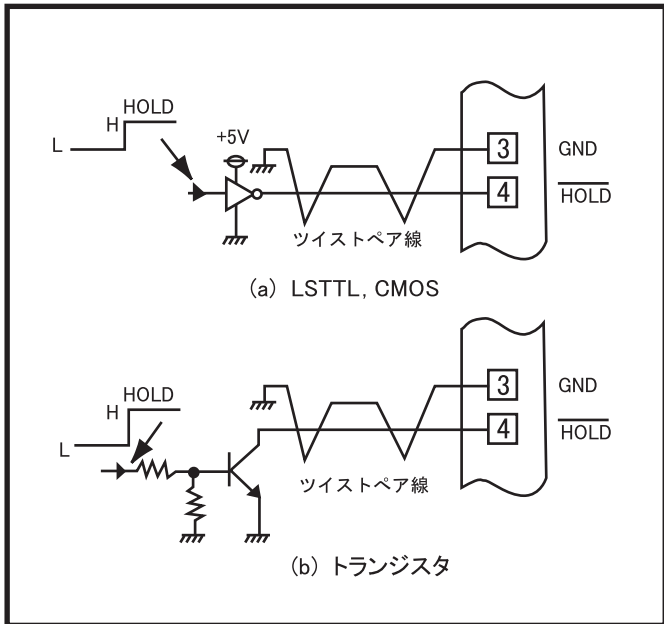 HOLD
H
L
+5V
3 GND
4 HOLD
ツイストペア線
(a) LSTTL, CMOS
HOLD
H
L
3 GND
4 HOLD
ツイストペア線
(b) トランジスタ